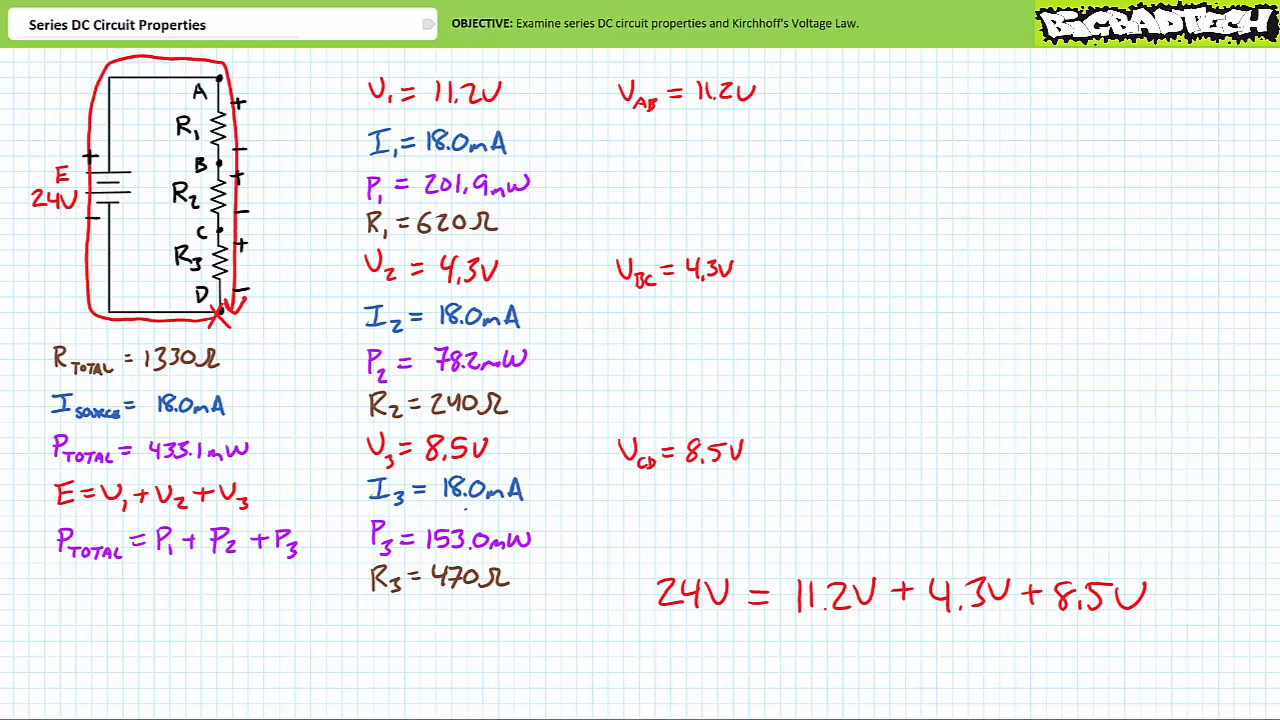 Series DC Circuit Properties
OBJECTIVE: Examine series DC circuit properties and Kirchhoff's Voltage Law.
BIGBADTECH
A
+
R1
−
B
+
E
24V
+
−
R2
−
C
+
R3
D
−
RTOTAL = 1330Ω
ISOURCE = 18.0mA
PTOTAL = 433.1mW
E = V1 + V2 + V3
PTOTAL = P1 + P2 + P3
V1 = 11.2V
I1 = 18.0mA
P1 = 201.9mW
R1 = 620Ω
V2 = 4.3V
I2 = 18.0mA
P2 = 78.2mW
R2 = 240Ω
V3 = 8.5V
I3 = 18.0mA
P3 = 153.0mW
R3 = 470Ω
VAB = 11.2V
VBC = 4.3V
VCD = 8.5V
24V = 11.2V + 4.3V + 8.5V